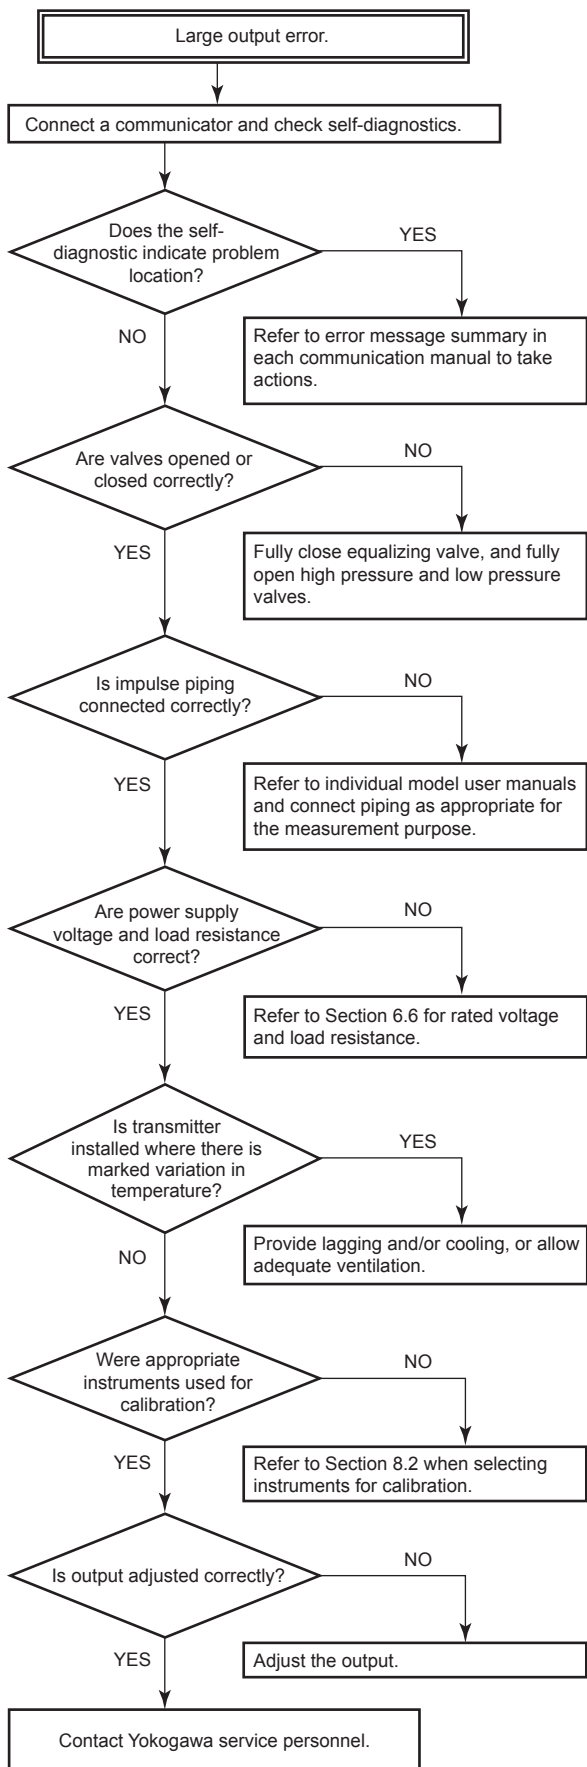 Large output error.
Connect a communicator and check self-diagnostics.
Does the self-
diagnostic indicate problem
location?
YES
NO
Refer to error message summary in
each communication manual to take
actions.
Are valves opened or
closed correctly?
NO
YES
Fully close equalizing valve, and fully
open high pressure and low pressure
valves.
Is impulse piping
connected correctly?
NO
YES
Refer to individual model user manuals
and connect piping as appropriate for
the measurement purpose.
Are power supply
voltage and load resistance
correct?
NO
YES
Refer to Section 6.6 for rated voltage
and load resistance.
Is transmitter
installed where there is
marked variation in
temperature?
YES
NO
Provide lagging and/or cooling, or allow
adequate ventilation.
Were appropriate
instruments used for
calibration?
NO
YES
Refer to Section 8.2 when selecting
instruments for calibration.
Is output adjusted correctly?
NO
YES
Adjust the output.
Contact Yokogawa service personnel.